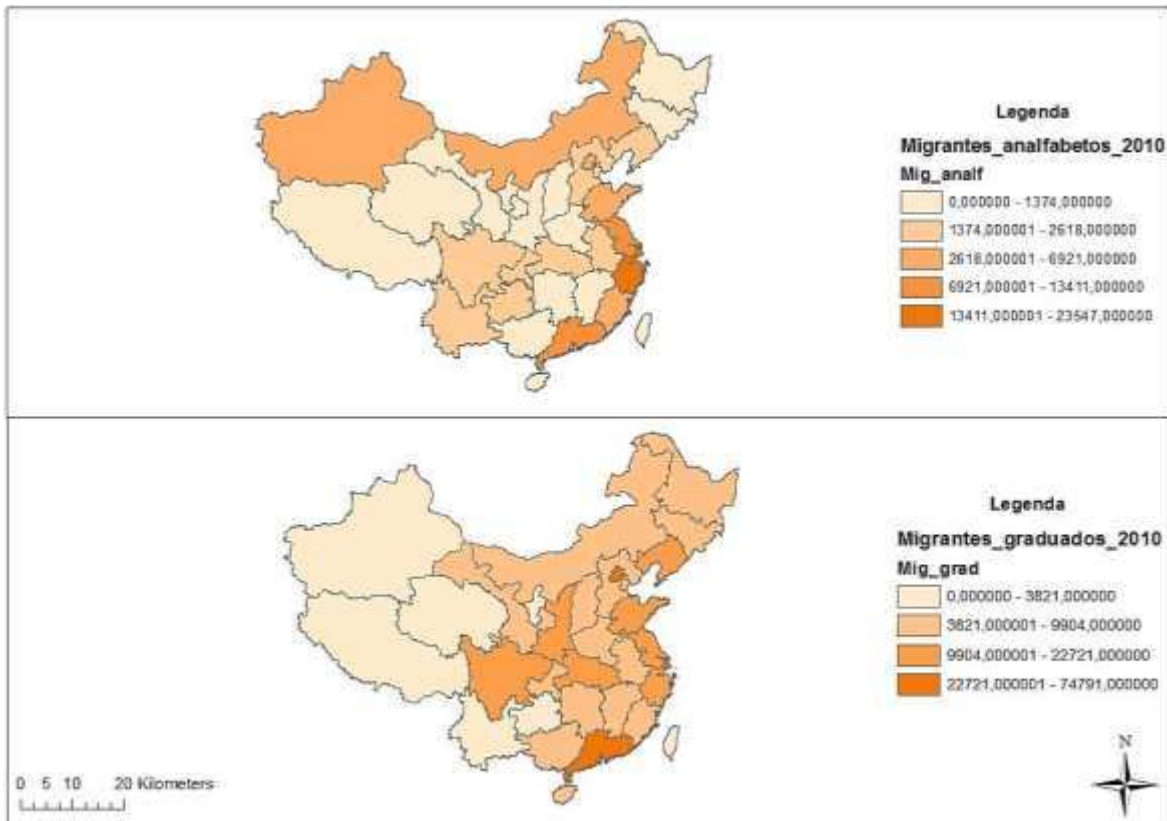 Legenda
Migrantes_analfabetos_2010
Mig_analf
0,000000 - 1374,000000
1374,000001 - 2618,000000
2618,000001 - 6921,000000
6921,000001 - 13411,000000
13411,000001 - 23547,000000
Legenda
Migrantes_graduados_2010
Mig_grad
0,000000 - 3821,000000
3821,000001 - 9904,000000
9904,000001 - 22721,000000
22721,000001 - 74791,000000
N
0 5 10 20 Kilometers